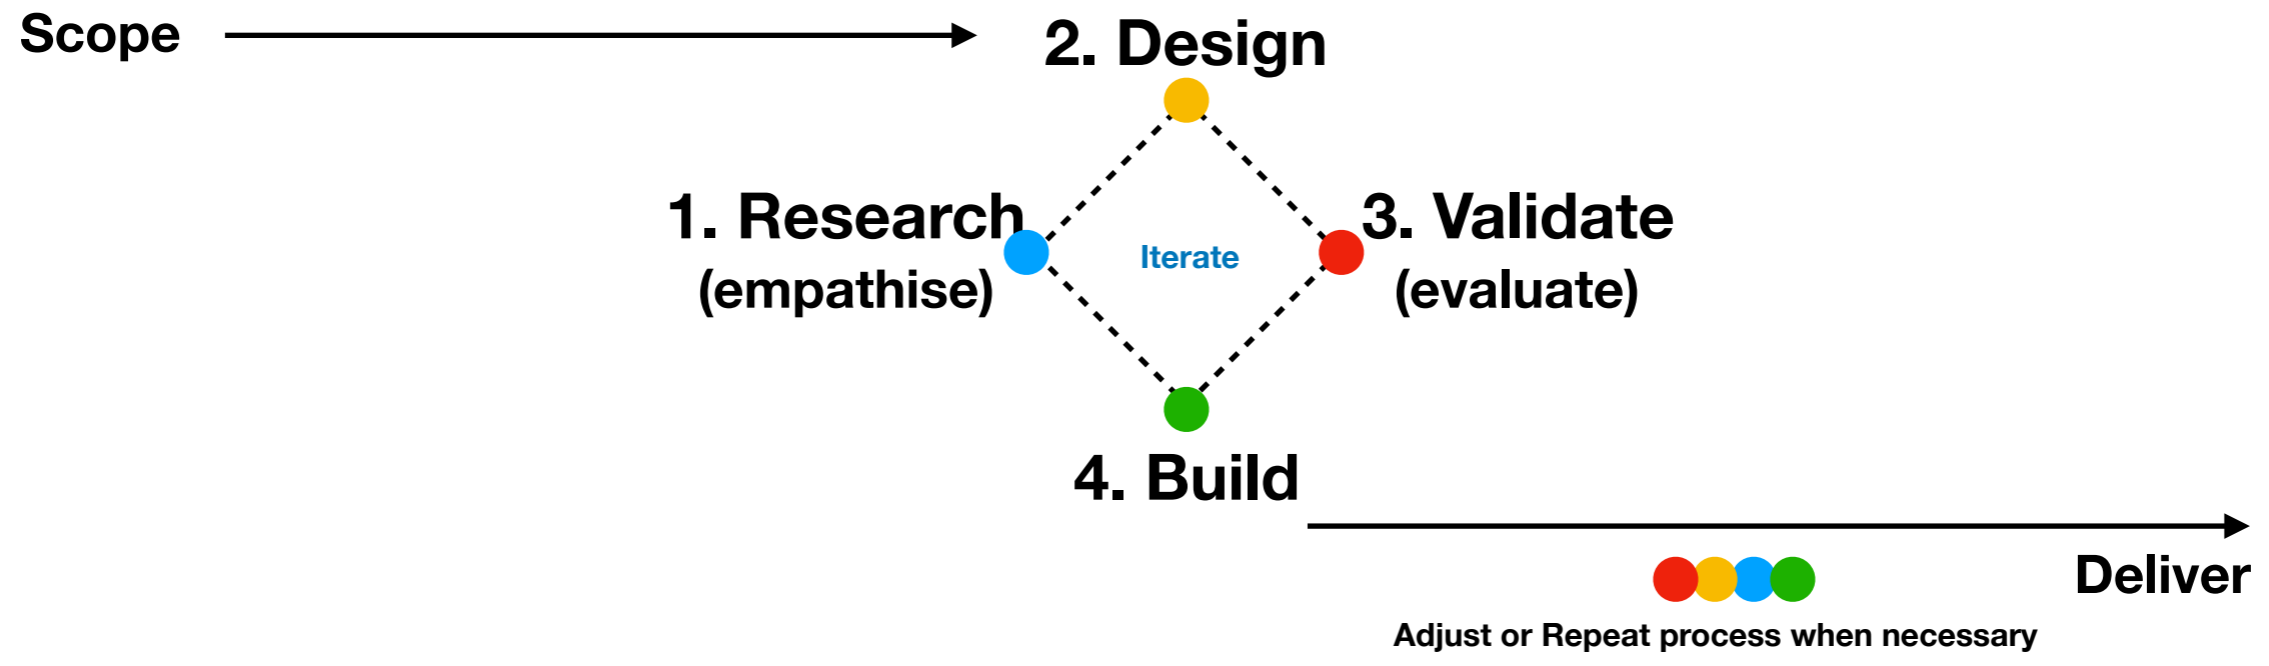 Scope
2. Design
1. Research
(empathise)
Iterate
3. Validate
(evaluate)
4. Build
Deliver
Adjust or Repeat process when necessary